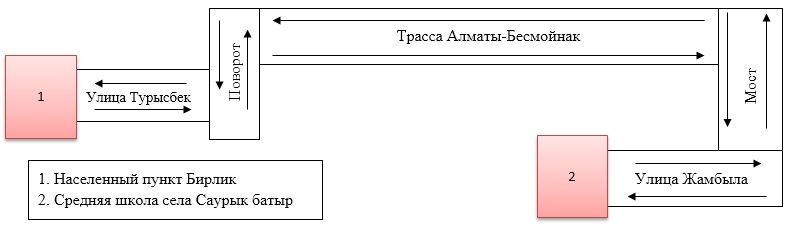 Трасса Алматы-Бесмойнак
1
Улица Турысбек
Поворот
Мост
2
Улица Жамбыла
1. Населенный пункт Бирлик
2. Средняя школа села Саурык батыр